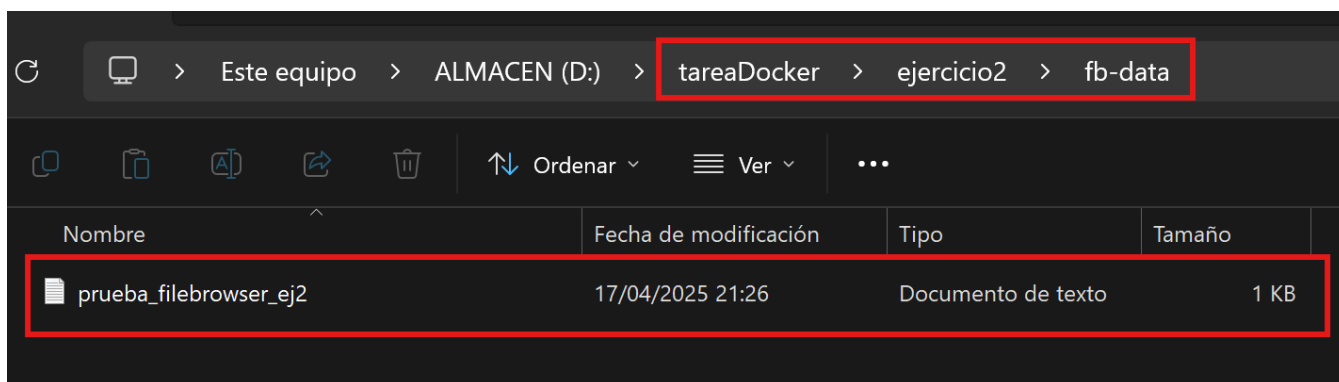 Este equipo > ALMACEN (D:) > tareaDocker > ejercicio2 > fb-data
Ordenar Ver
Nombre Fecha de modificación Tipo Tamaño
prueba_filebrowser_ej2 17/04/2025 21:26 Documento de texto 1 KB